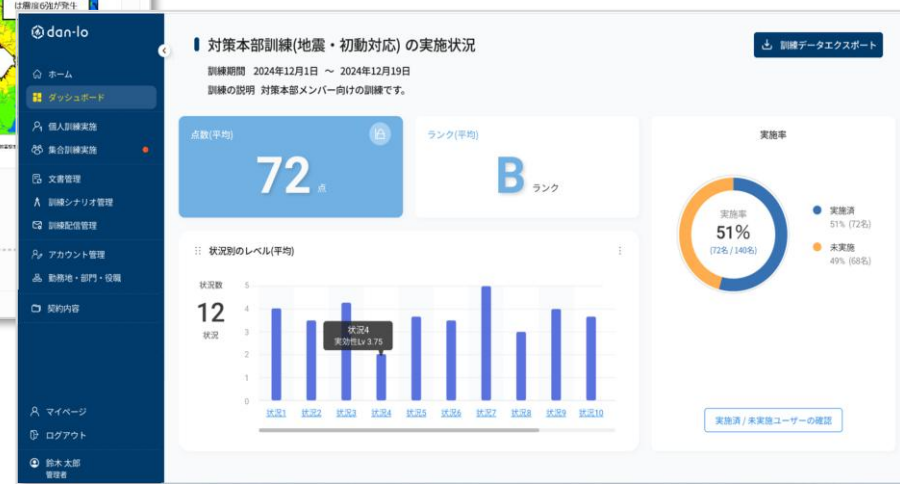 は震度6強が発生
dan-lo
ホーム
ダッシュボード
個人訓練実施
集合訓練実施
文書管理
訓練シナリオ管理
訓練配信管理
アカウント管理
勤務地・部門・役職
契約内容
マイページ
ログアウト
鈴木 太郎
管理者
対策本部訓練(地震・初動対応) の実施状況
訓練データエクスポート
訓練期間 2024年12月1日 ～ 2024年12月19日
訓練の説明 対策本部メンバー向けの訓練です。
点数(平均)
72 点
ランク(平均)
B ランク
状況別のレベル(平均)
状況数
12
状況
5
4
3
2
1
0
状況4
実効性Lv 3.75
状況1 状況2 状況3 状況4 状況5 状況6 状況7 状況8 状況9 状況10
実施率
実施率
51%
(72名 / 140名)
実施済
51% (72名)
未実施
49% (68名)
実施済 / 未実施ユーザーの確認